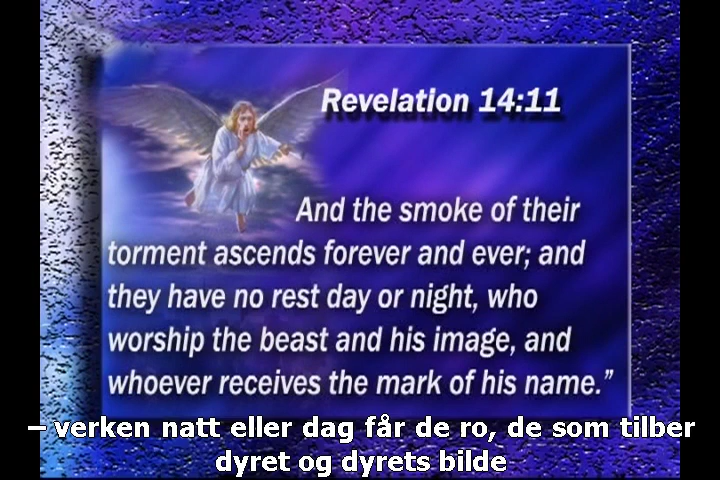 Revelation 14:11
And the smoke of their
torment ascends forever and ever; and
they have no rest day or night, who
worship the beast and his image, and
whoever receives the mark of his name.”
– verken natt eller dag får de ro, de som tilber
dyret og dyrets bilde